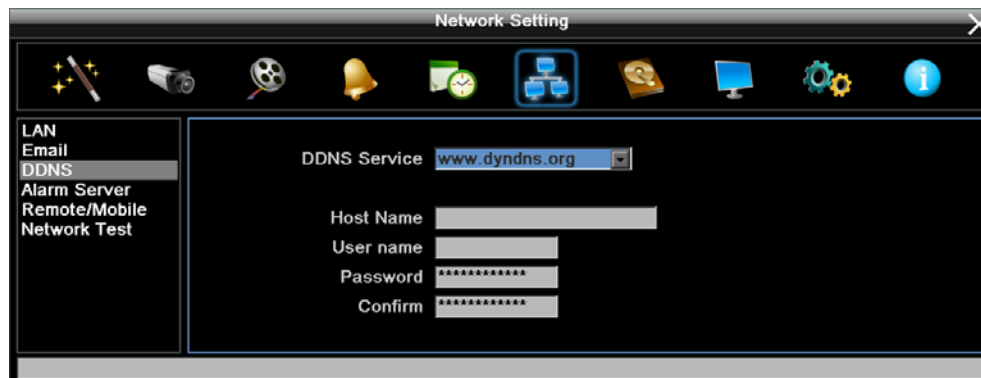 Network Setting
LAN
Email
DDNS
Alarm Server
Remote/Mobile
Network Test
DDNS Service www.dyndns.org
Host Name
User name
Password ************
Confirm ************